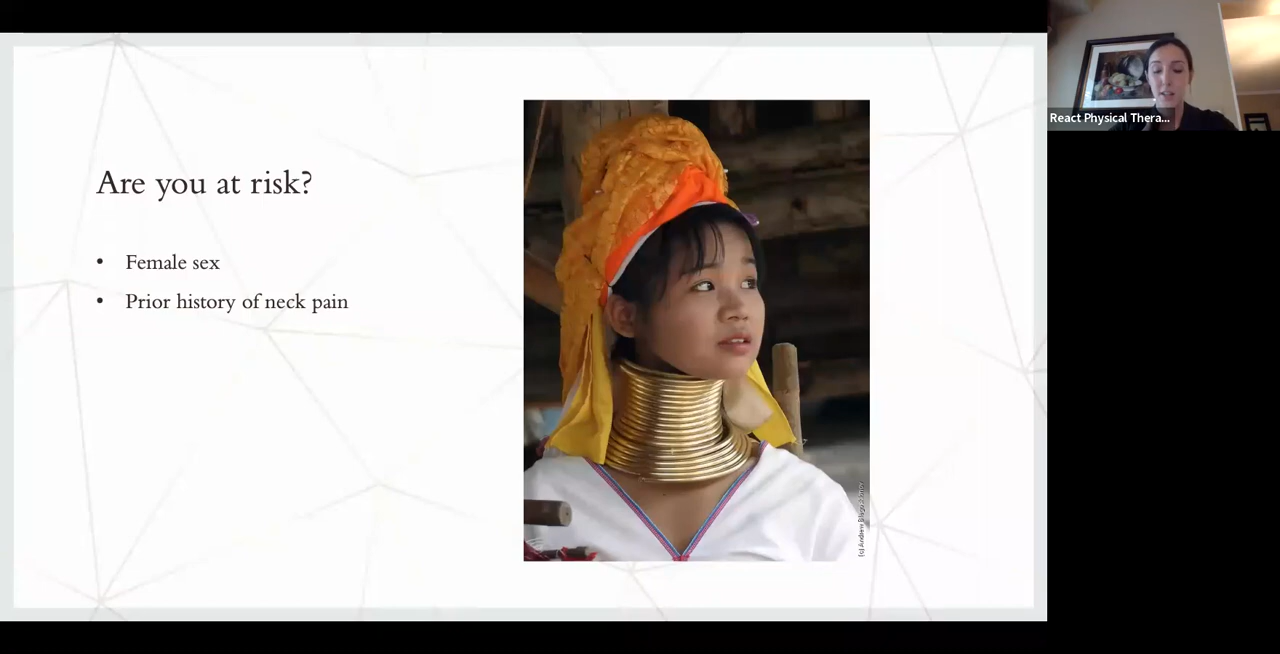 Are you at risk?
• Female sex
• Prior history of neck pain
React Physical Thera...